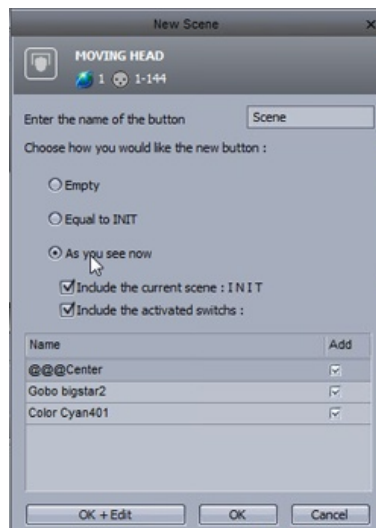 New Scene
MOVING HEAD
1 1-144
Enter the name of the button Scene
Choose how you would like the new button :
Empty
Equal to INIT
As you see now
Include the current scene : I N I T
Include the activated switchs :
Name Add
@@@Center
Gobo bigstar2
Color Cyan401
OK + Edit OK Cancel